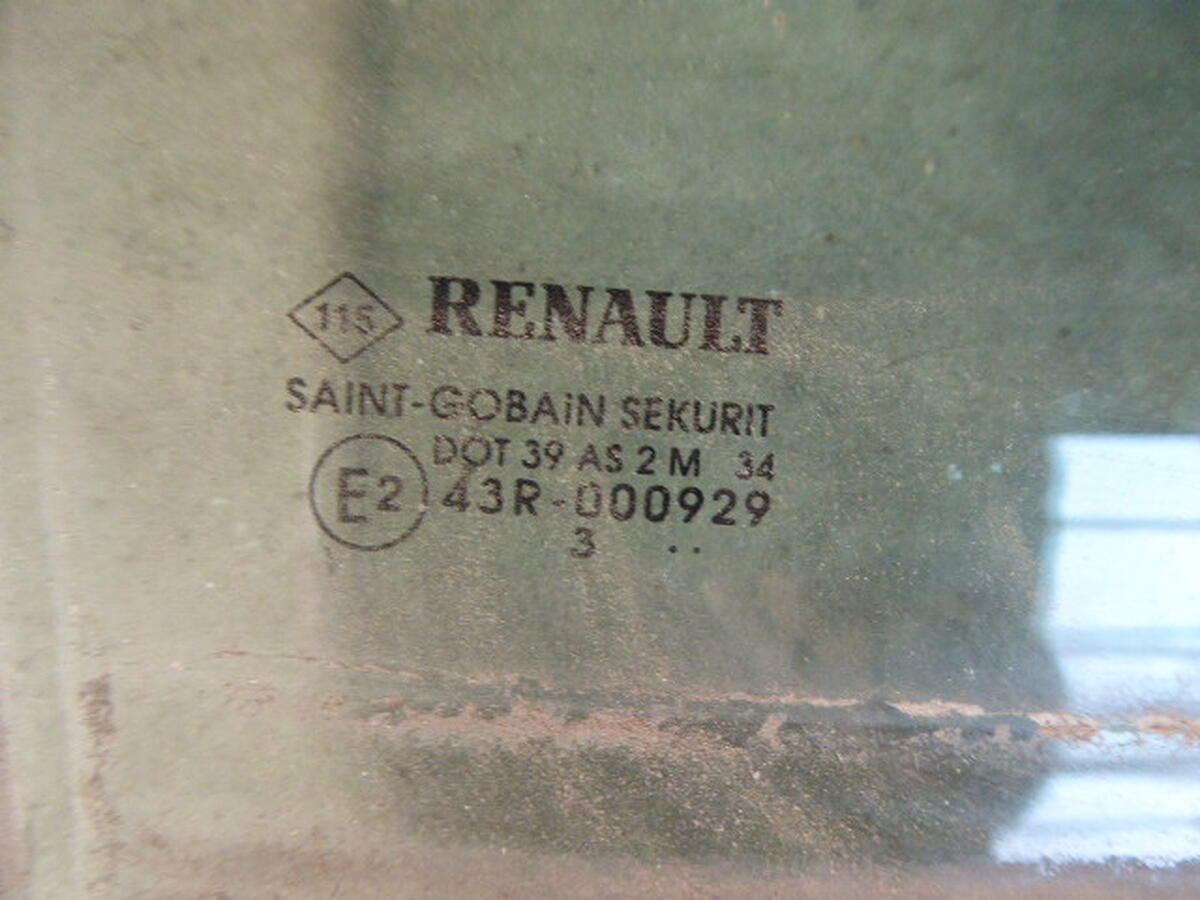 115 RENAULT
SAINT-GOBAiN SEKURIT
DOT 39 AS 2 M 34
E2 43R-000929
3 ..